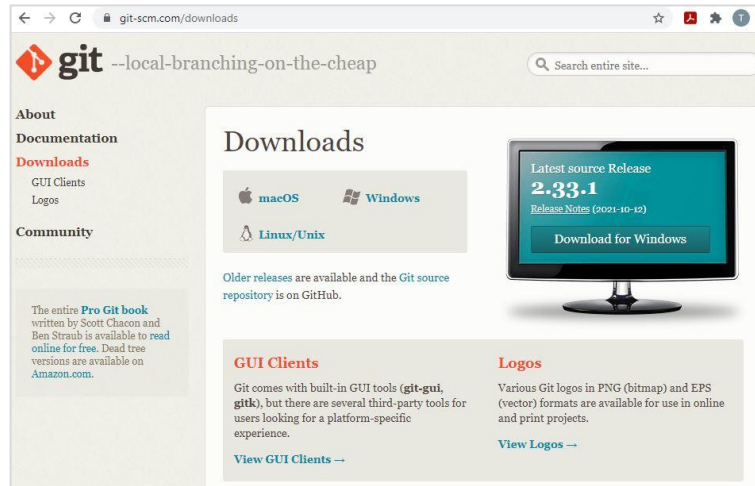 git-scm.com/downloads
T
git --local-branching-on-the-cheap
Search entire site...
About
Documentation
Downloads
GUI Clients
Logos
Community
The entire Pro Git book
written by Scott Chacon and
Ben Straub is available to read
online for free. Dead tree
versions are available on
Amazon.com.
Downloads
macOS
Windows
Linux/Unix
Older releases are available and the Git source
repository is on GitHub.
Latest source Release
2.33.1
Release Notes (2021-10-12)
Download for Windows
GUI Clients
Git comes with built-in GUI tools (git-gui,
gitk), but there are several third-party tools for
users looking for a platform-specific
experience.
View GUI Clients →
Logos
Various Git logos in PNG (bitmap) and EPS
(vector) formats are available for use in online
and print projects.
View Logos →